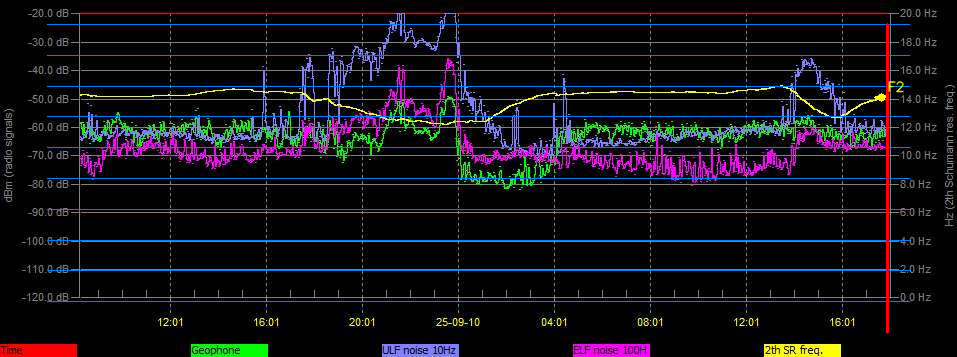 -20.0 dB 20.0 Hz
-30.0 dB 18.0 Hz
-40.0 dB 16.0 Hz
F2
-50.0 dB 14.0 Hz
-60.0 dB 12.0 Hz
-70.0 dB 10.0 Hz
-80.0 dB 8.0 Hz
-90.0 dB 6.0 Hz
-100.0 dB 4.0 Hz
-110.0 dB 2.0 Hz
-120.0 dB 0.0 Hz
dBm (radio signals)
Hz (2th Schumann res. freq.)
12:01 16:01 20:01 25-09-10 04:01 08:01 12:01 16:01
Time Geophone ULF noise 10Hz ELF noise 100H 2th SR freq.